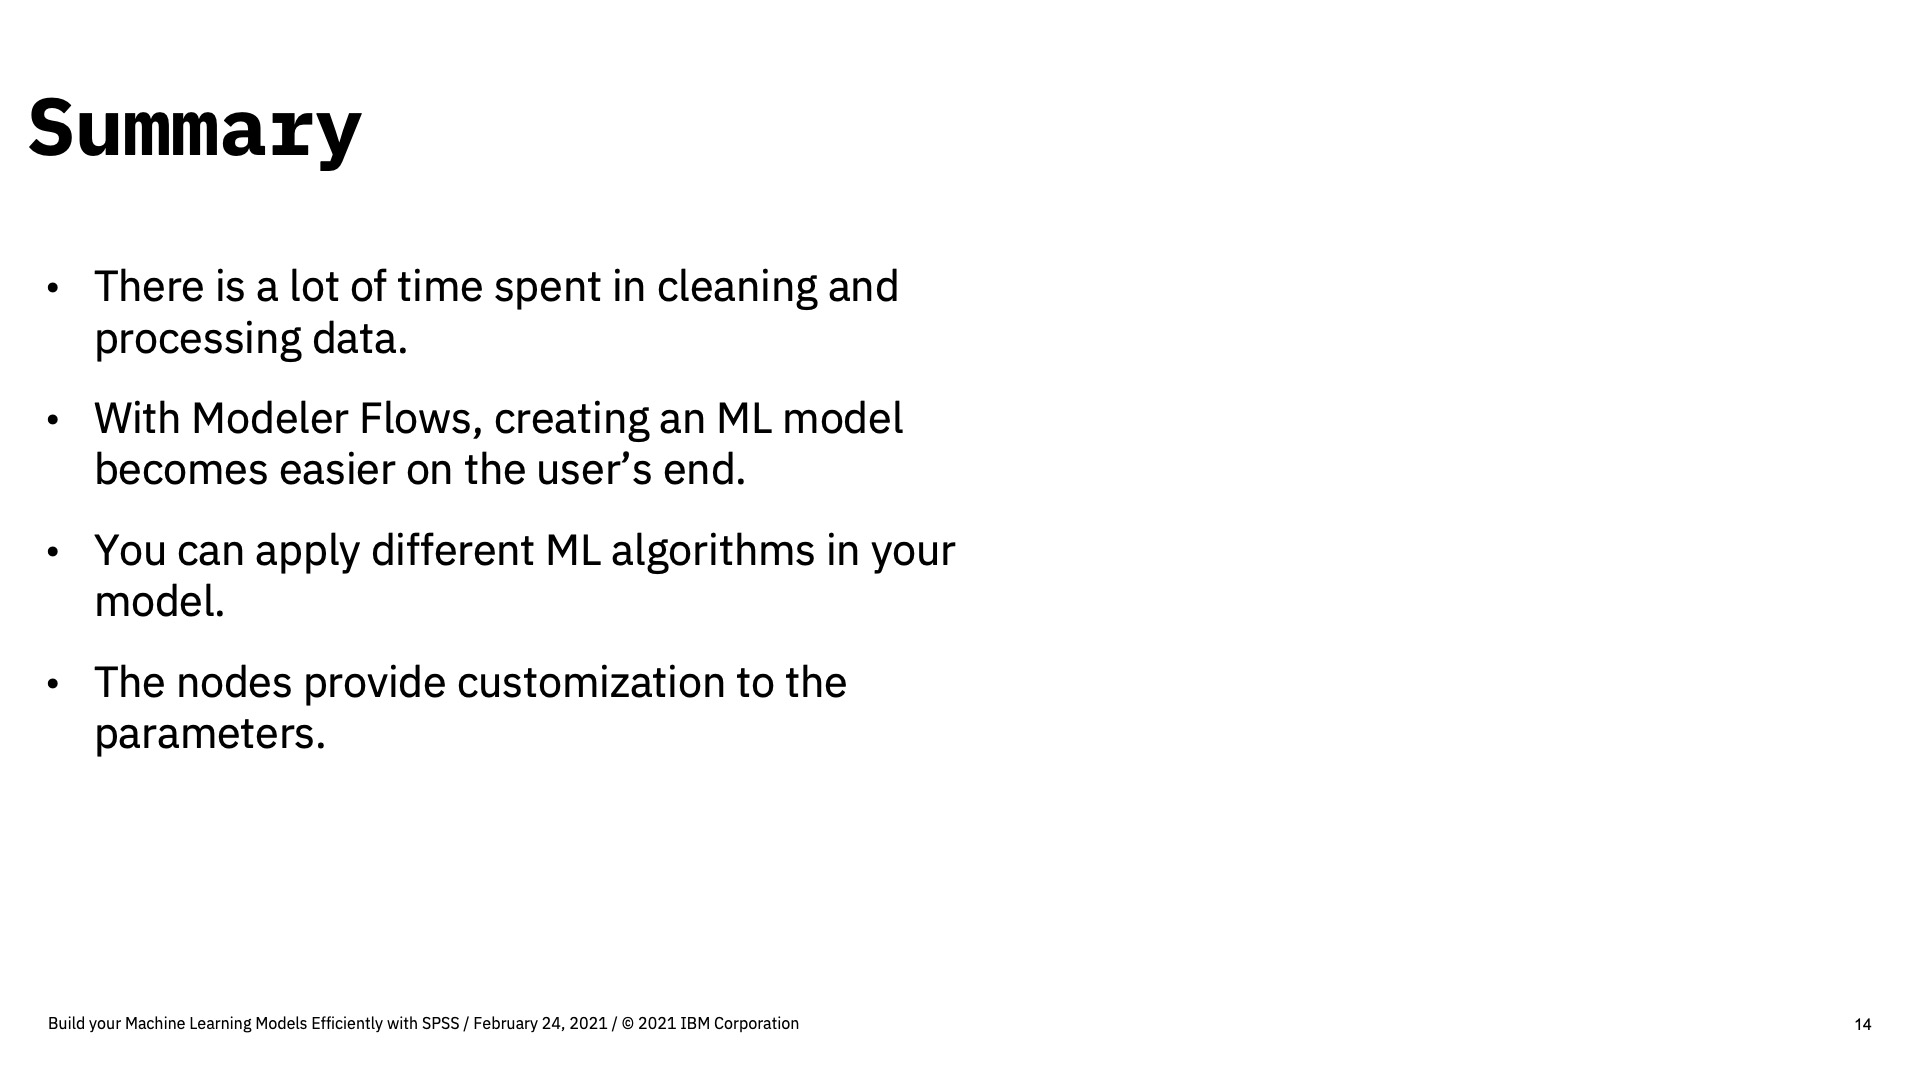 Summary
• There is a lot of time spent in cleaning and
processing data.
• With Modeler Flows, creating an ML model
becomes easier on the user’s end.
• You can apply different ML algorithms in your
model.
• The nodes provide customization to the
parameters.
Build your Machine Learning Models Efficiently with SPSS / February 24, 2021 / © 2021 IBM Corporation
14